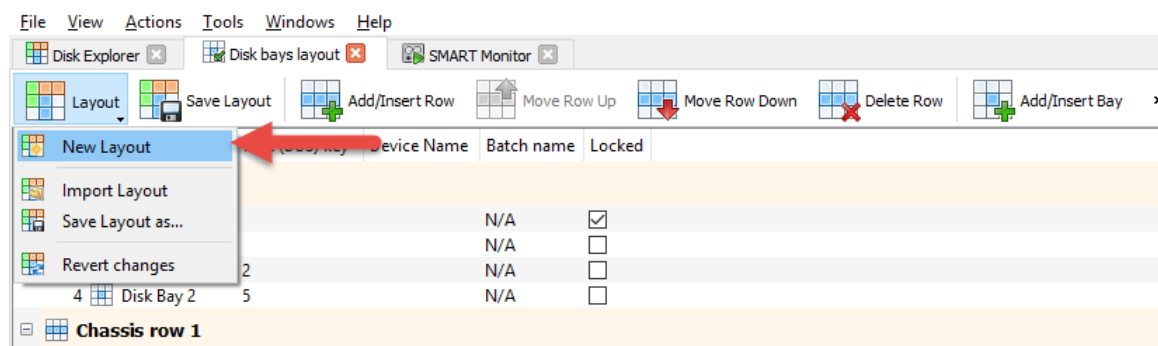 File View Actions Tools Windows Help
Disk Explorer Disk bays layout SMART Monitor
Layout Save Layout Add/Insert Row Move Row Up Move Row Down Delete Row Add/Insert Bay
New Layout key Device Name Batch name Locked
Import Layout
Save Layout as... N/A
N/A
Revert changes 2 N/A
4 Disk Bay 2 5 N/A
Chassis row 1